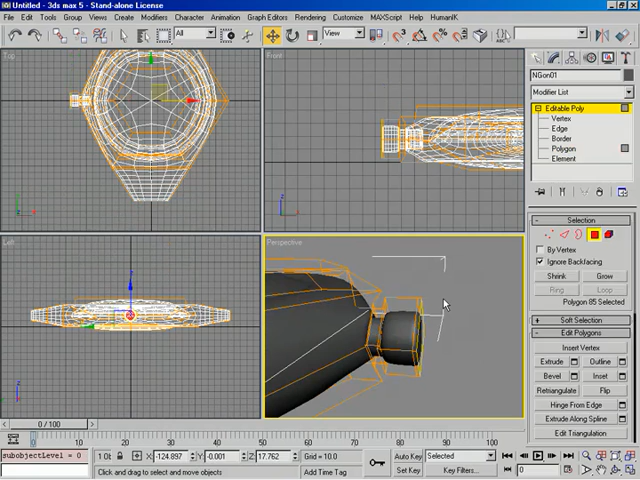 Untitled - 3ds max 5 - Stand-alone License
File Edit Tools Group Views Create Modifiers Character Animation Graph Editors Rendering Customize MAXScript HumanIK
All View
Top
Front
Left
Perspective
NGon01
Modifier List
Editable Poly
Vertex
Edge
Border
Polygon
Element
Selection
By Vertex
Ignore Backfacing
Shrink Grow
Ring Loop
Polygon 85 Selected
Soft Selection
Edit Polygons
Insert Vertex
Extrude Outline
Bevel Inset
Retriangulate Flip
Hinge From Edge
Extrude Along Spline
Edit Triangulation
0 / 100
0 10 20 30 40 50 60 70 80 90 100
subobjectLevel = 0
X: -124.897 Y: -0.001 Z: 17.762 Grid = 10.0
Auto Key Selected
Click and drag to select and move objects
Add Time Tag
Set Key Key Filters...
0